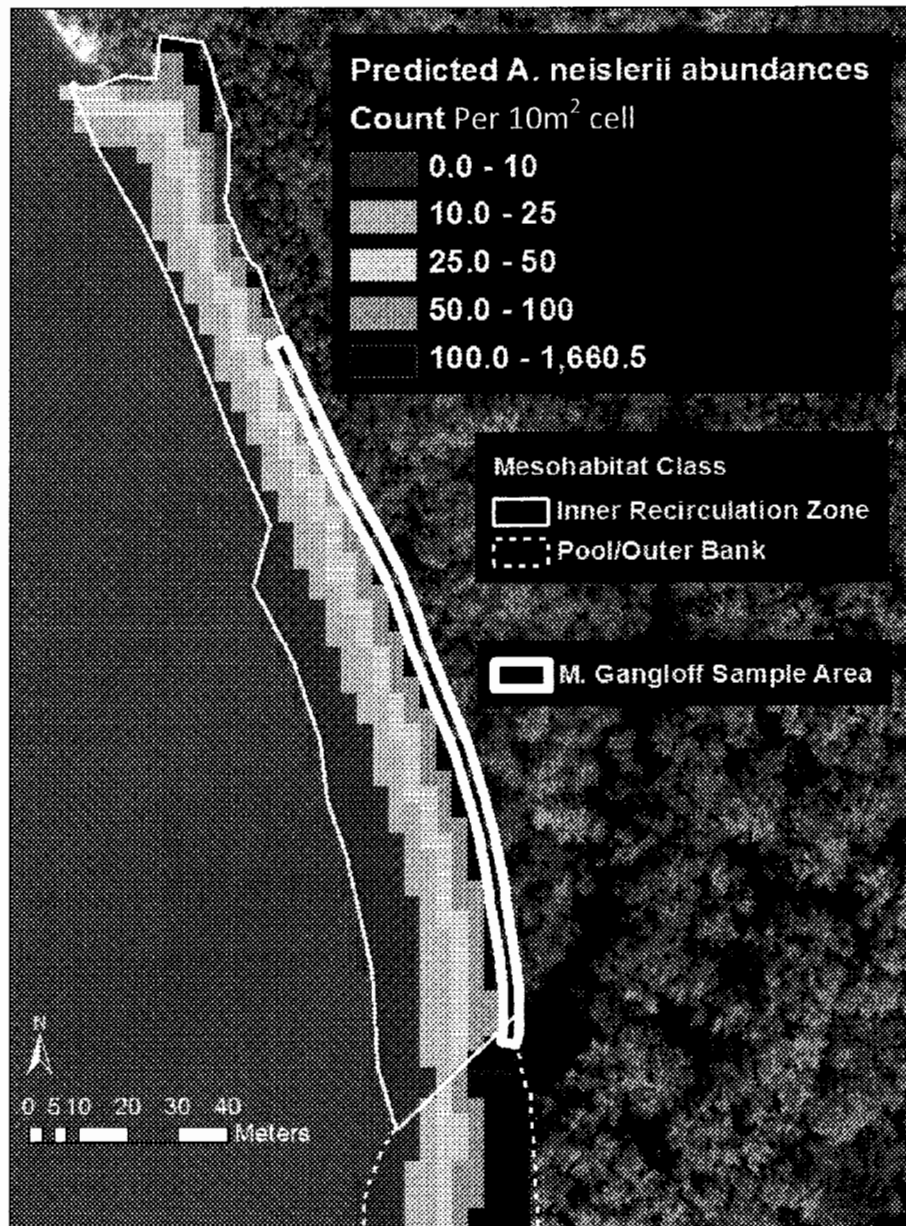 Predicted A. neislerii abundances
Count Per 10m² cell
0.0 - 10
10.0 - 25
25.0 - 50
50.0 - 100
100.0 - 1,660.5
Mesohabitat Class
Inner Recirculation Zone
Pool/Outer Bank
M. Gangloff Sample Area
N
0 5 10 20 30 40
Meters